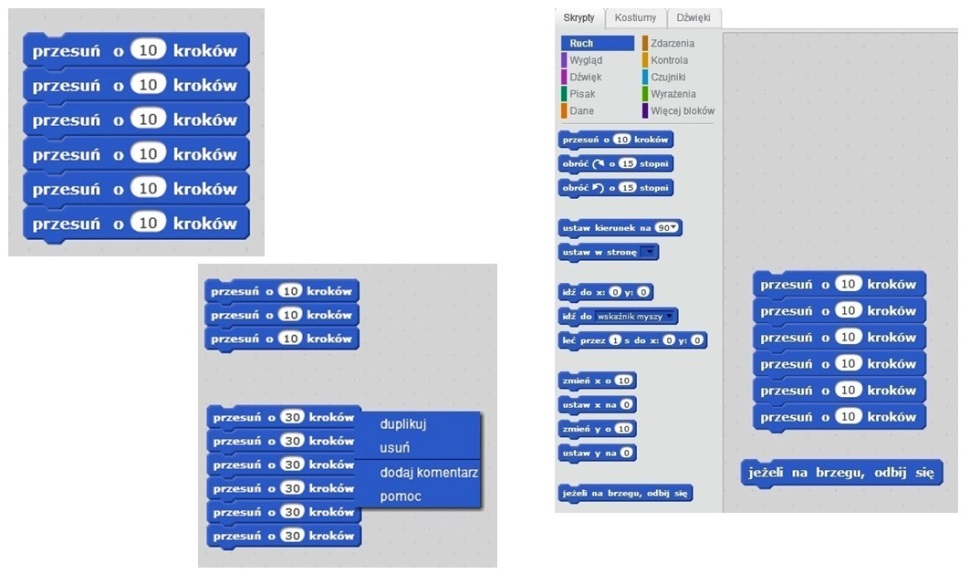 przesuń o 10 kroków
przesuń o 10 kroków
przesuń o 10 kroków
przesuń o 10 kroków
przesuń o 10 kroków
przesuń o 10 kroków
przesuń o 10 kroków
przesuń o 10 kroków
przesuń o 10 kroków
przesuń o 30 kroków
przesuń o 30 kroków
przesuń o 30 kroków
przesuń o 30 kroków
przesuń o 30 kroków
przesuń o 30 kroków
duplikuj
usuń
dodaj komentarz
pomoc
Skrypty Kostiumy Dźwięki
Ruch Zdarzenia
Wygląd Kontrola
Dźwięk Czujniki
Pisak Wyrażenia
Dane Więcej bloków
przesuń o 10 kroków
obróć ↻ o 15 stopni
obróć ↺ o 15 stopni
ustaw kierunek na 90▼
ustaw w stronę ▼
idź do x: 0 y: 0
idź do wskaźnik myszy ▼
leć przez 1 s do x: 0 y: 0
zmień x o 10
ustaw x na 0
zmień y o 10
ustaw y na 0
jeżeli na brzegu, odbij się
przesuń o 10 kroków
przesuń o 10 kroków
przesuń o 10 kroków
przesuń o 10 kroków
przesuń o 10 kroków
przesuń o 10 kroków
jeżeli na brzegu, odbij się